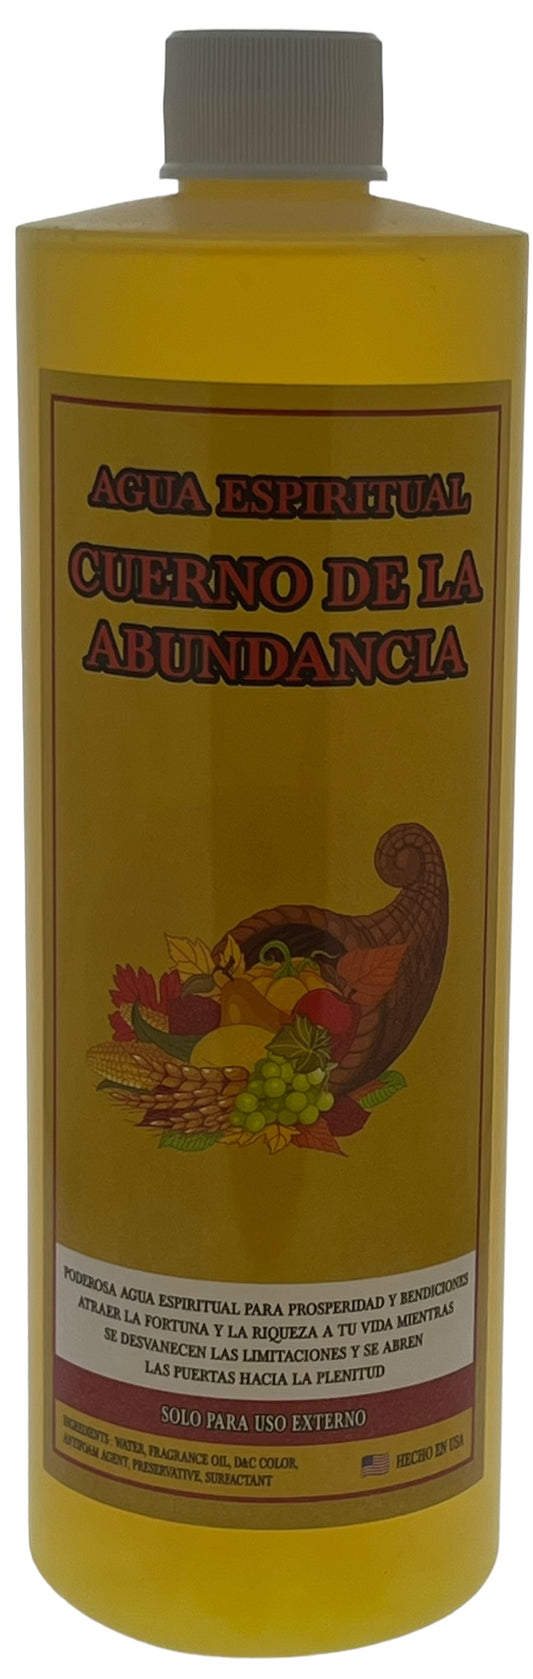 AGUA ESPIRITUAL
CUERNO DE LA
ABUNDANCIA
PODEROSA AGUA ESPIRITUAL PARA PROSPERIDAD Y BENDICIONES
ATRAER LA FORTUNA Y LA RIQUEZA A TU VIDA MIENTRAS
SE DESVANECEN LAS LIMITACIONES Y SE ABREN
LAS PUERTAS HACIA LA PLENITUD
SOLO PARA USO EXTERNO
INGREDIENTS : WATER, FRAGRANCE OIL, D&C COLOR,
ANTIFOAM AGENT, PRESERVATIVE, SURFACTANT
HECHO EN USA